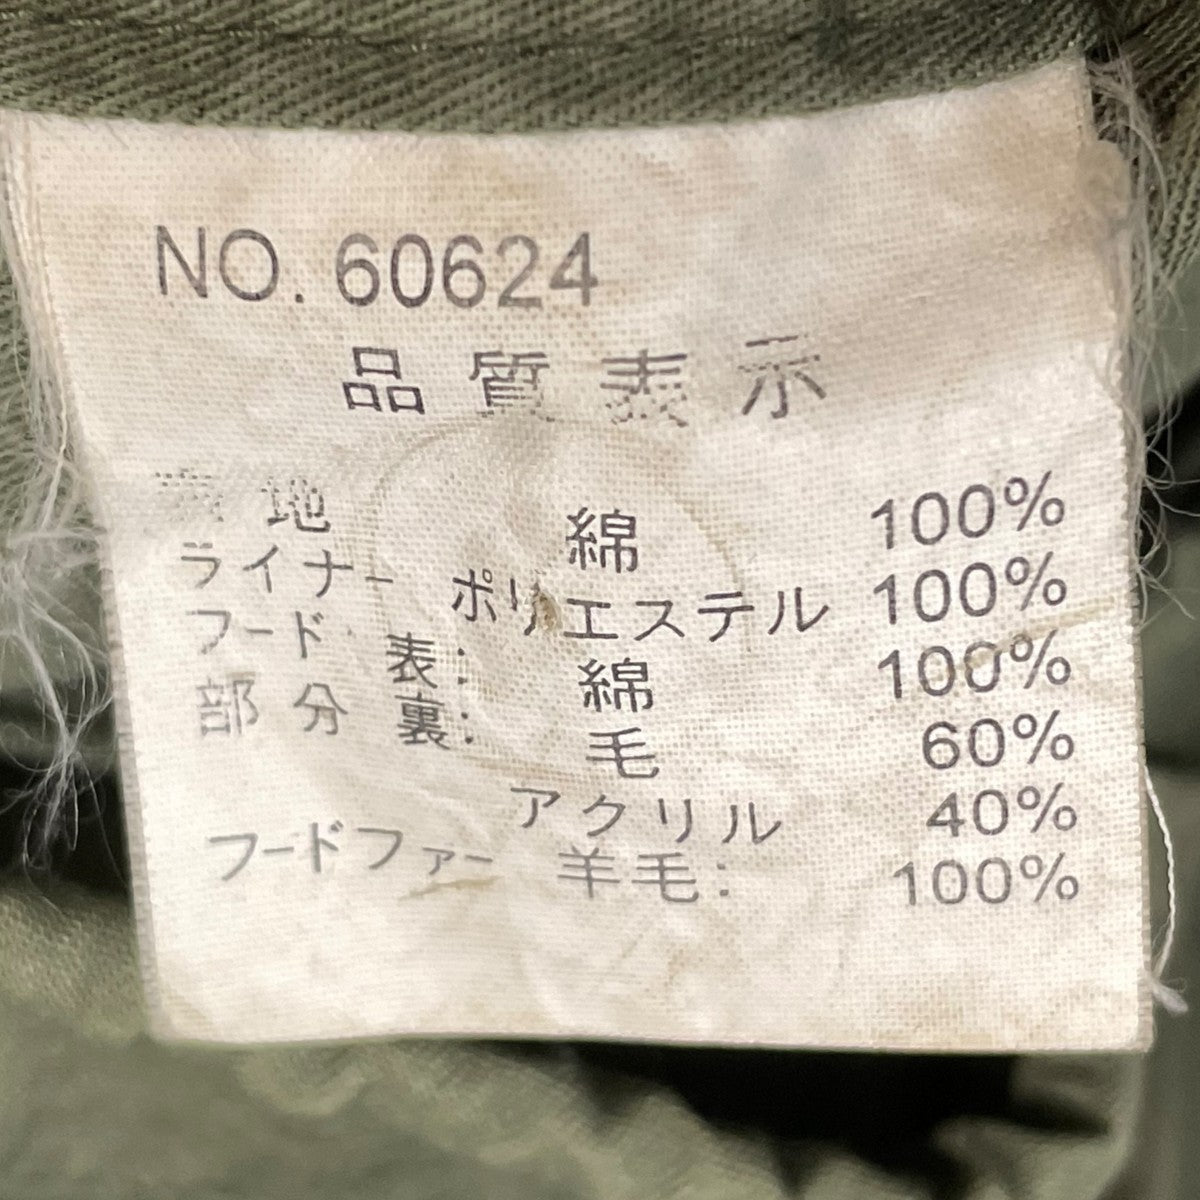 NO. 60624
品質表示
表地 綿 100%
ライナー ポリエステル 100%
フード 表: 綿 100%
部分 裏: 毛 60%
アクリル 40%
フードファー 羊毛: 100%